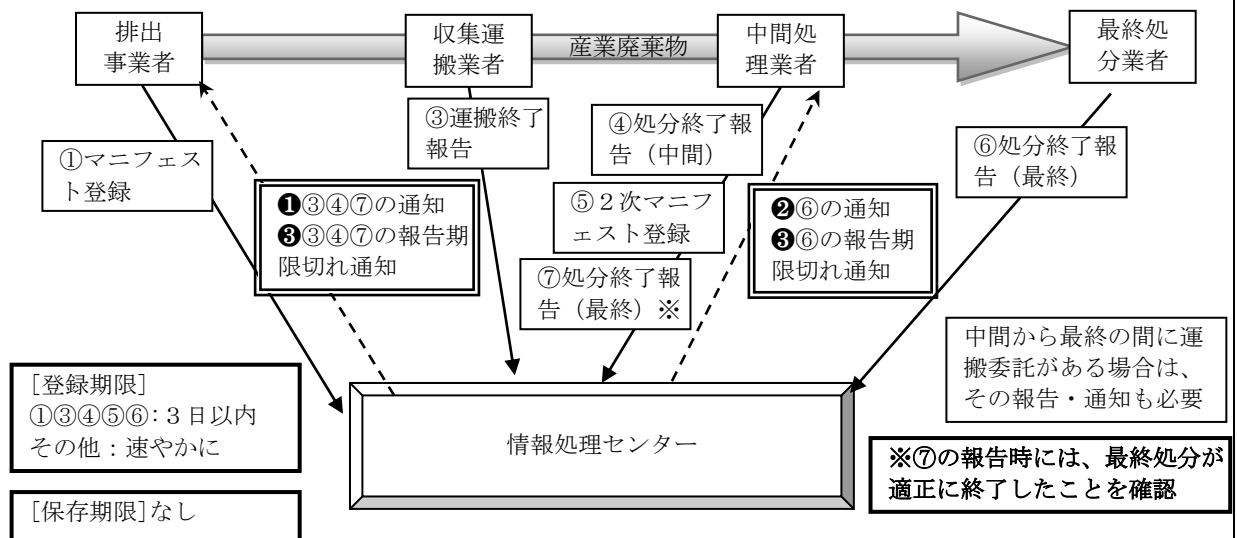 排出
事業者
収集運
搬業者
産業廃棄物
中間処
理業者
最終処
分業者
①マニフェス
ト登録
③運搬終了
報告
④処分終了報
告（中間）
⑥処分終了報
告（最終）
❶③④⑦の通知
❸③④⑦の報告期
限切れ通知
⑤２次マニフ
ェスト登録
❷⑥の通知
❸⑥の報告期
限切れ通知
⑦処分終了報
告（最終）※
中間から最終の間に運
搬委託がある場合は、
その報告・通知も必要
[登録期限]
①③④⑤⑥：３日以内
その他：速やかに
情報処理センター
※⑦の報告時には、最終処分が
適正に終了したことを確認
[保存期限]なし